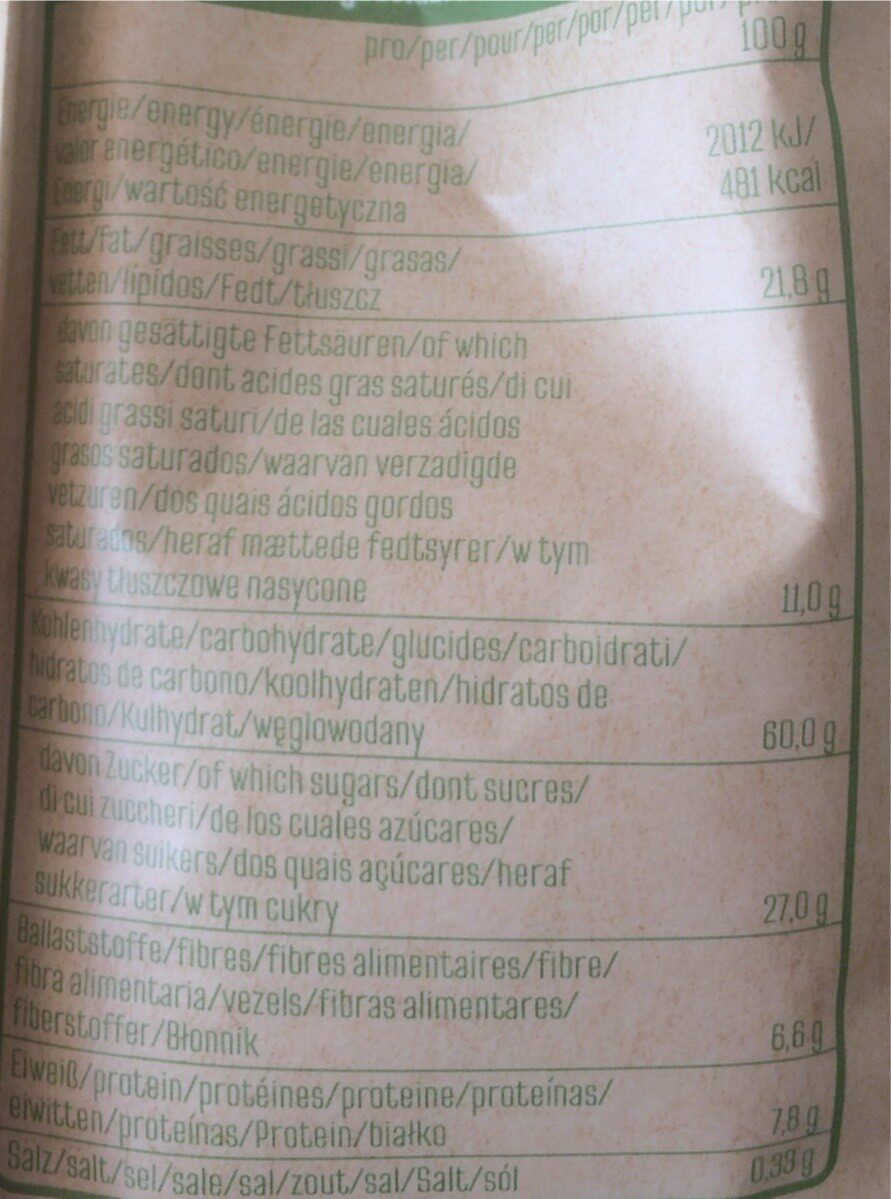 pro/per/pour/per/por/per/
100 g
Energie/energy/énergie/energia/
valor energético/energie/energia/
Energi/wartość energetyczna
2012 kJ/
481 kcal
Fett/fat/graisses/grassi/grasas/
vetten/lípidos/Fedt/tłuszcz
21,8 g
davon gesättigte Fettsäuren/of which
saturates/dont acides gras saturés/di cui
acidi grassi saturi/de las cuales ácidos
grasos saturados/waarvan verzadigde
vetzuren/dos quais ácidos gordos
saturados/heraf mættede fedtsyrer/w tym
kwasy tłuszczowe nasycone
11,0 g
Kohlenhydrate/carbohydrate/glucides/carboidrati/
hidratos de carbono/koolhydraten/hidratos de
carbono/Kulhydrat/węglowodany
60,0 g
davon Zucker/of which sugars/dont sucres/
di cui zuccheri/de los cuales azúcares/
waarvan suikers/dos quais açúcares/heraf
sukkerarter/w tym cukry
27,0 g
Ballaststoffe/fibres/fibres alimentaires/fibre/
fibra alimentaria/vezels/fibras alimentares/
fiberstoffer/Błonnik
6,6 g
Eiweiß/protein/protéines/proteine/proteínas/
eiwitten/proteínas/Protein/białko
7,8 g
Salz/salt/sel/sale/sal/zout/sal/Salt/sól
0,33 g